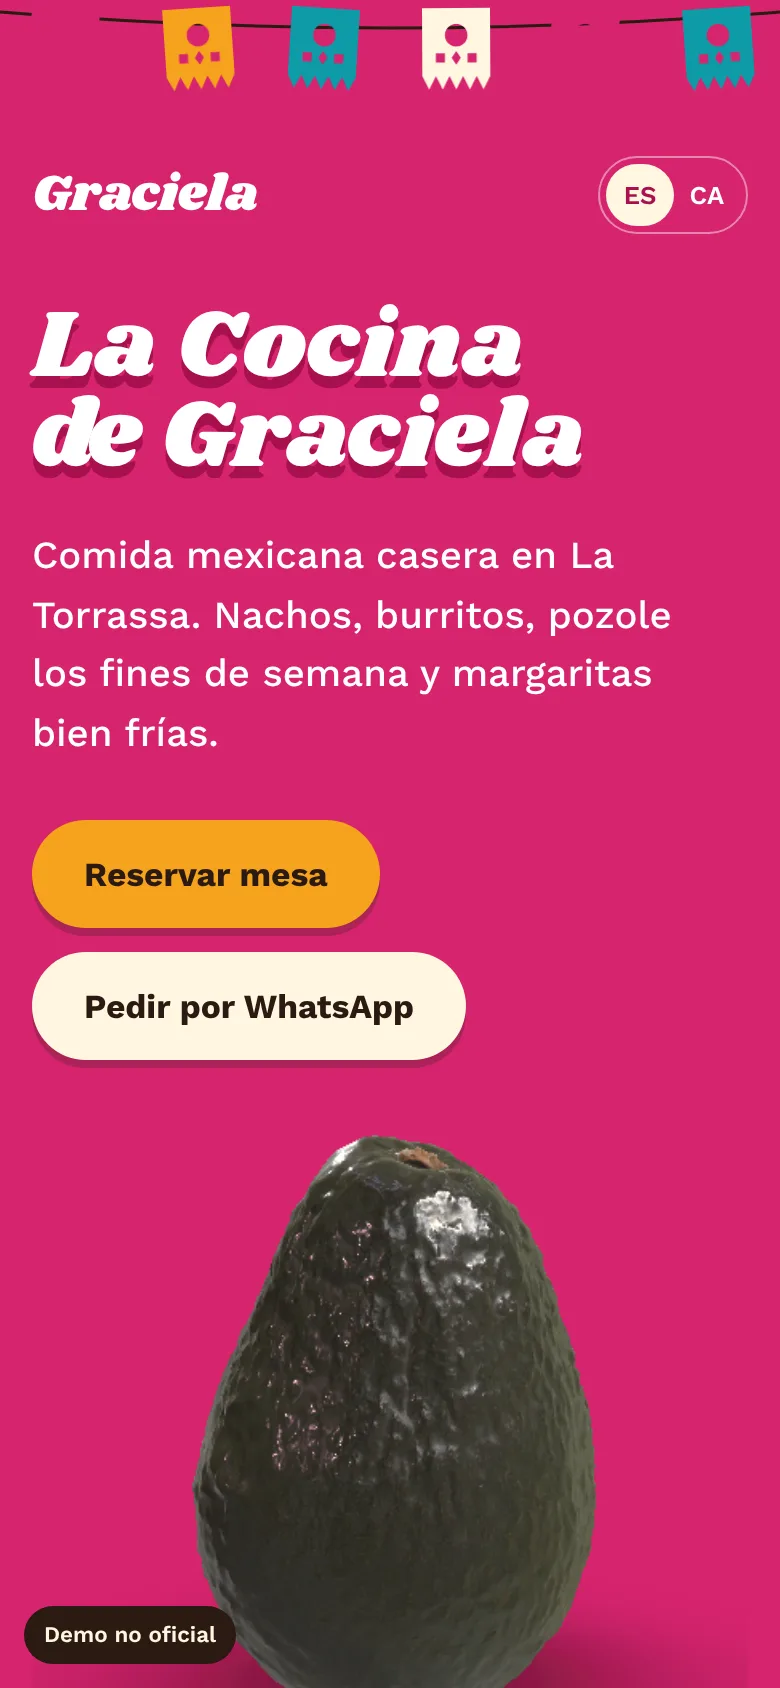 Graciela
ES CA
La Cocina
de Graciela
Comida mexicana casera en La
Torrassa. Nachos, burritos, pozole
los fines de semana y margaritas
bien frías.
Reservar mesa
Pedir por WhatsApp
Demo no oficial